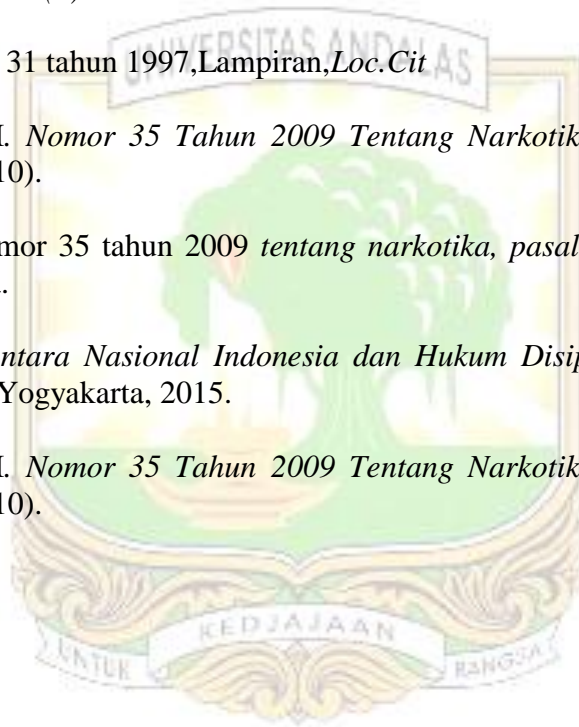 UNIVERSITAS ANDALAS
31 tahun 1997,Lampiran,Loc.Cit
Nomor 35 Tahun 2009 Tentang Narkotik
10).
mor 35 tahun 2009 tentang narkotika, pasal
ntara Nasional Indonesia dan Hukum Disip
Yogyakarta, 2015.
Nomor 35 Tahun 2009 Tentang Narkotik
10).
KEDJAJAAN
UNTUK
BANGSA